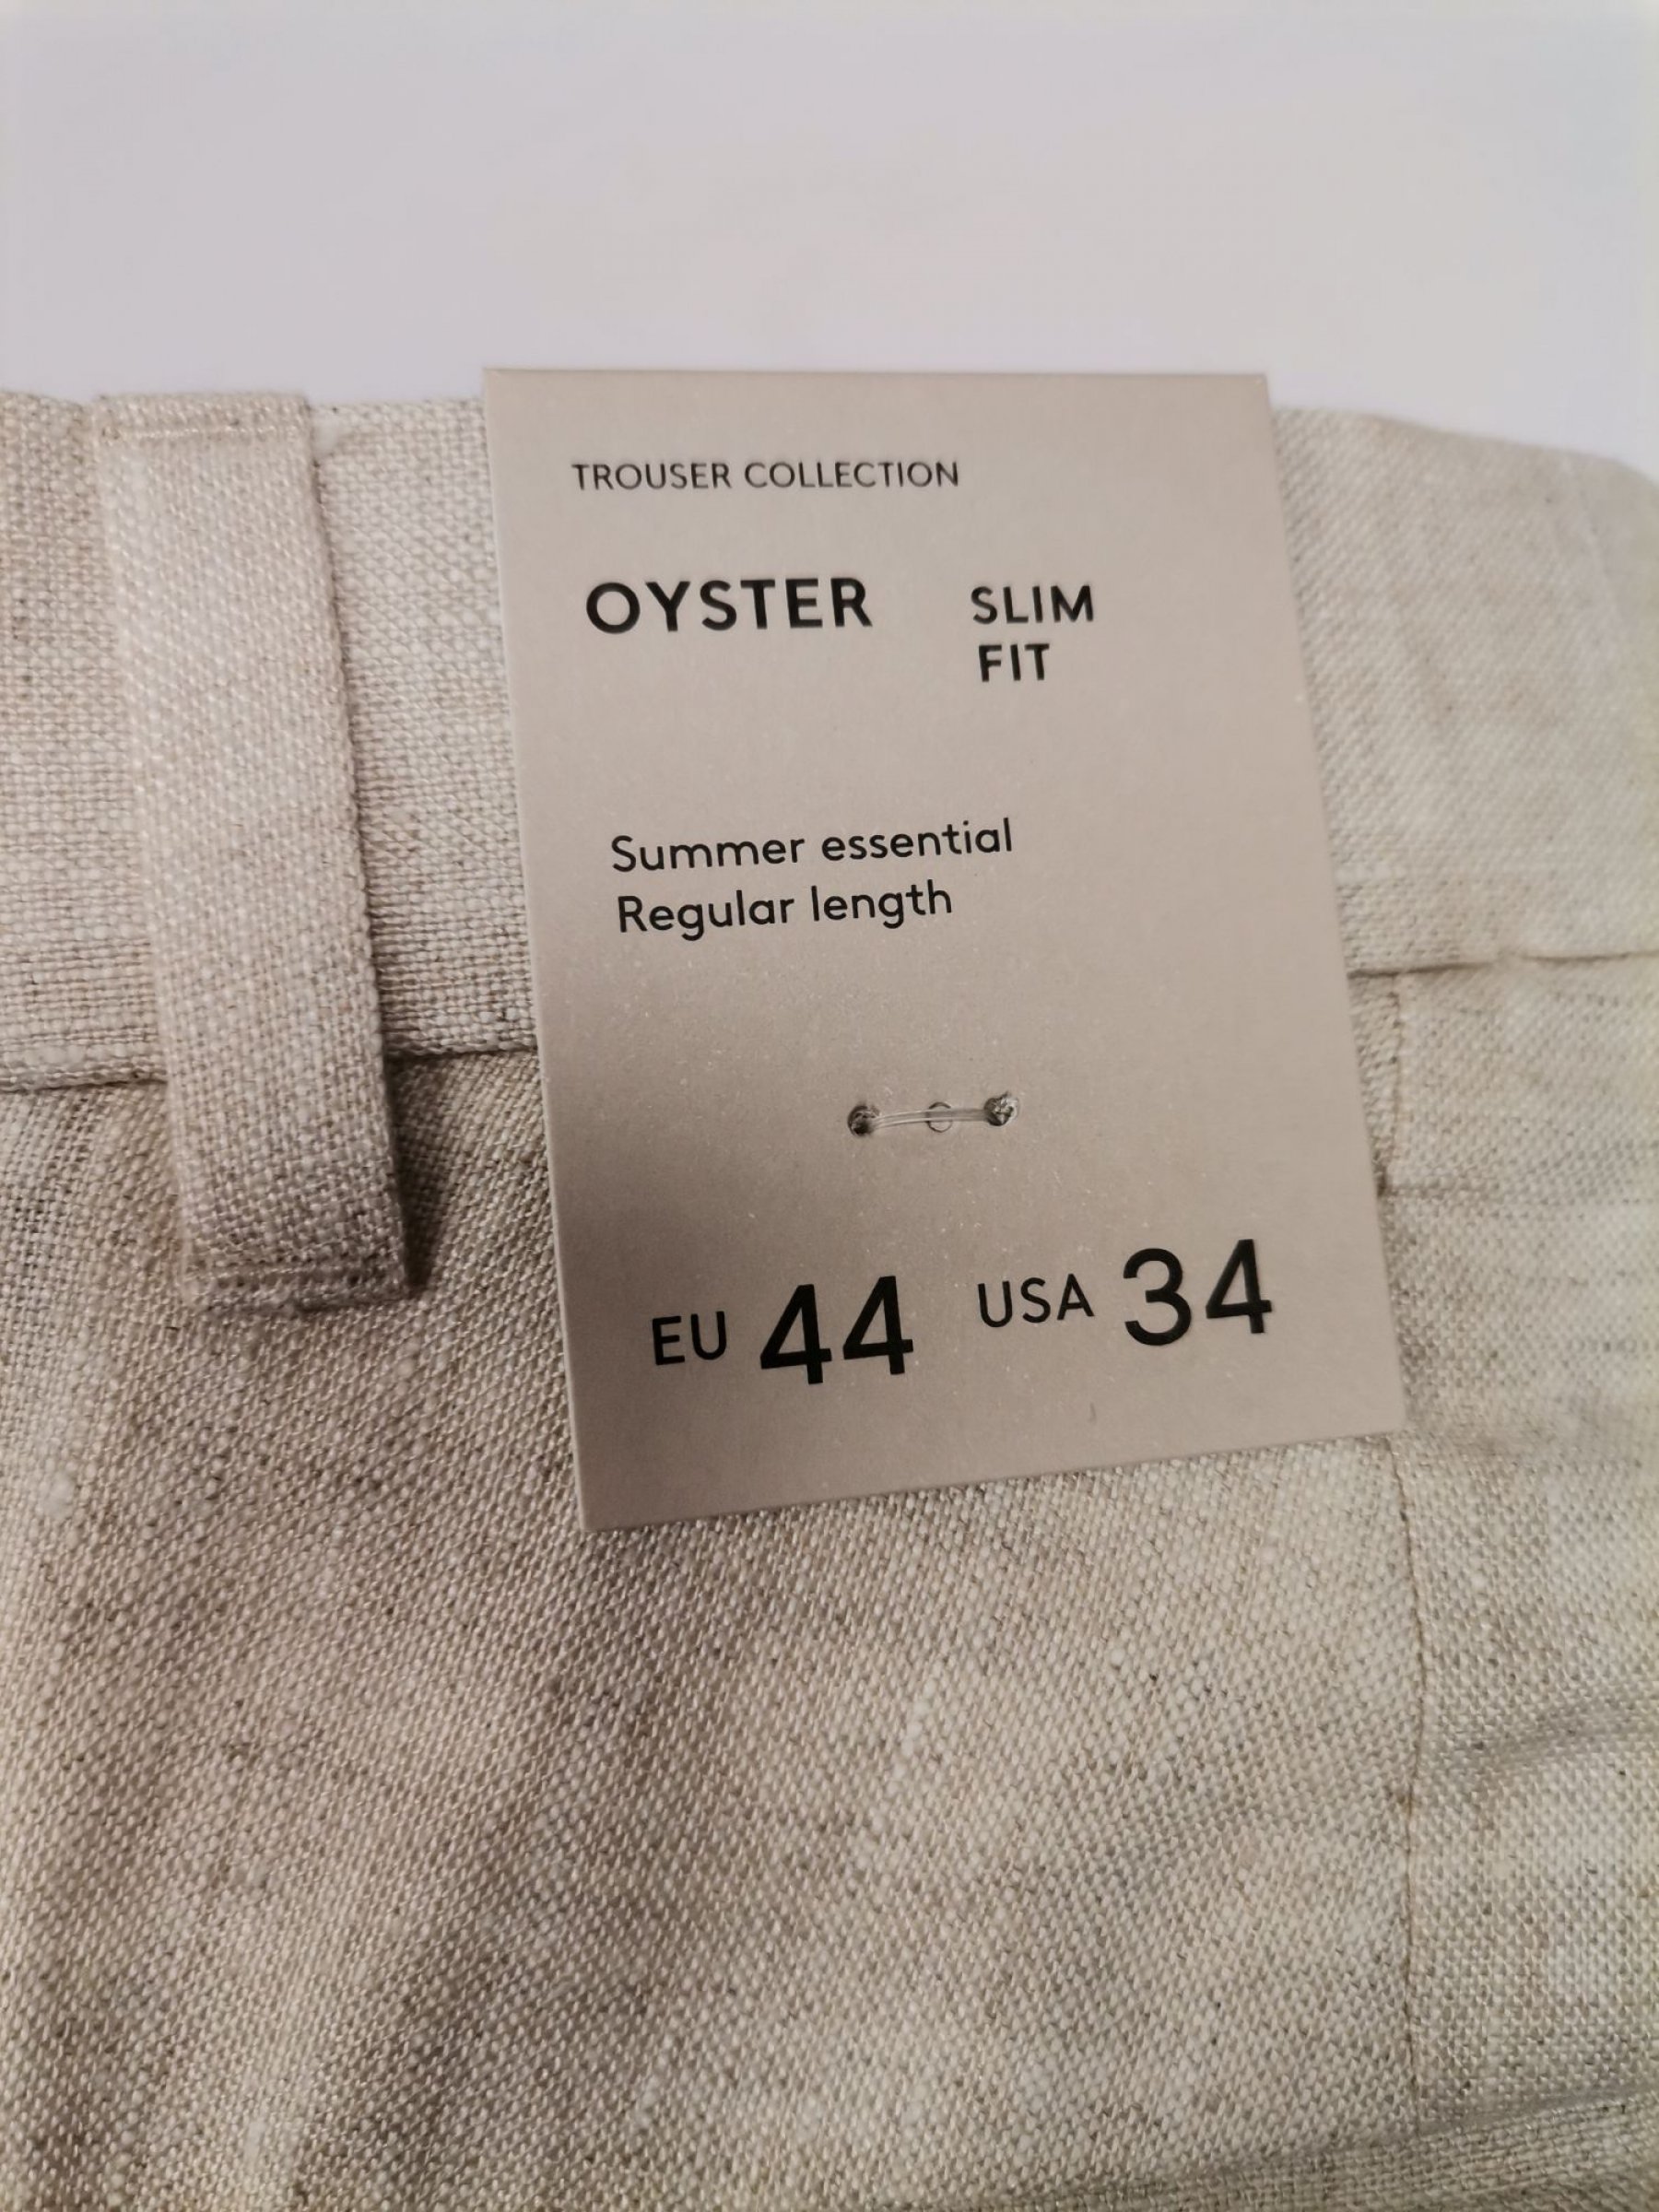 TROUSER COLLECTION
OYSTER SLIM
FIT
Summer essential
Regular length
EU 44 USA 34